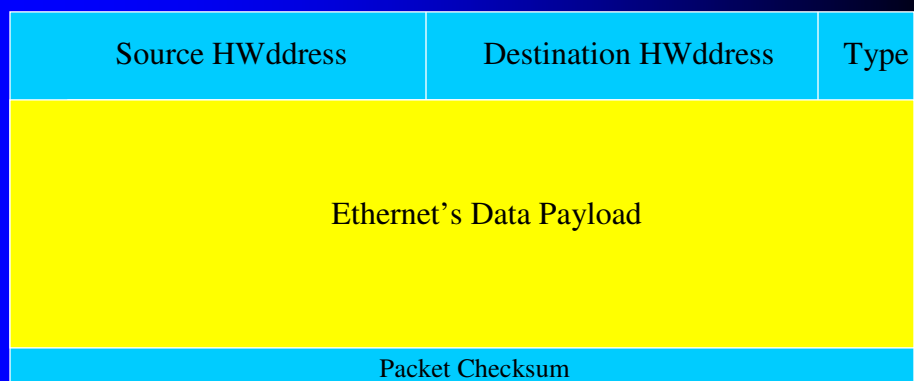 Source HWddress Destination HWddress Type
Ethernet’s Data Payload
Packet Checksum